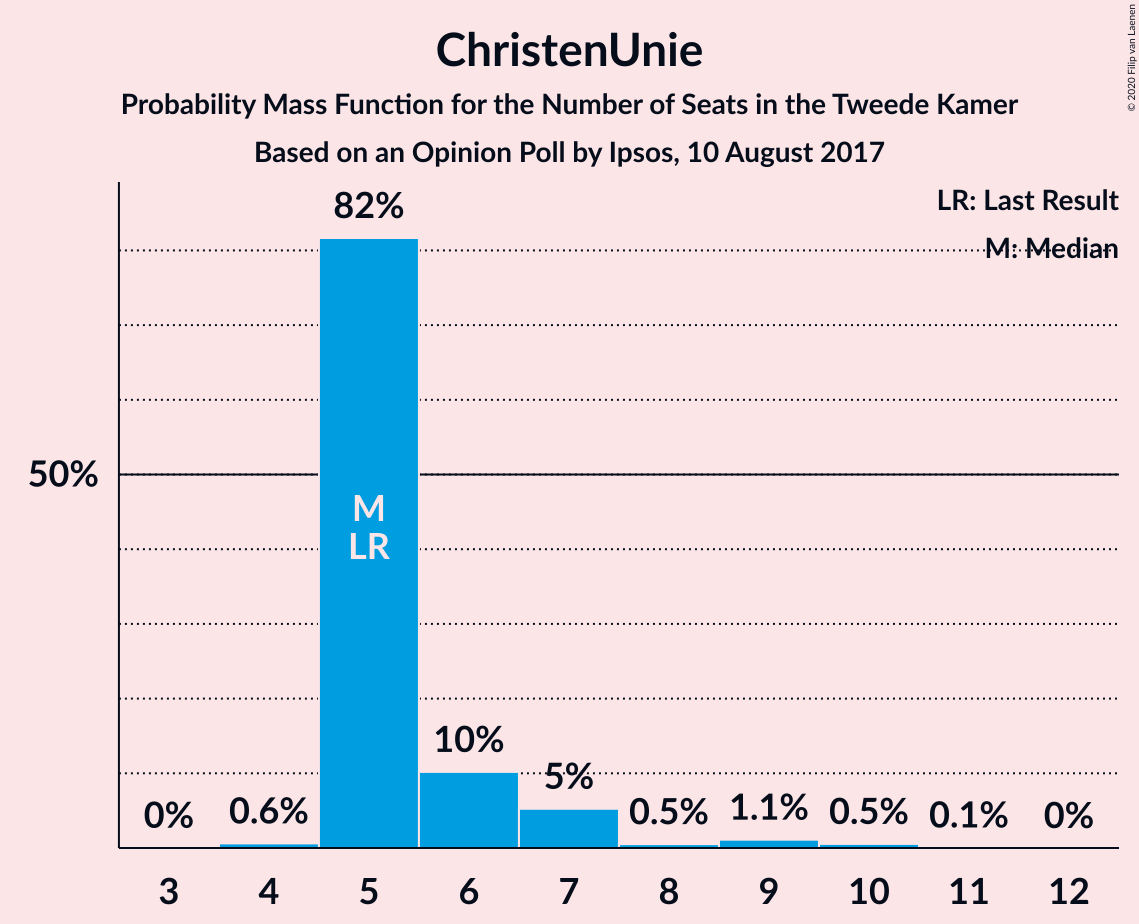 ChristenUnie
Probability Mass Function for the Number of Seats in the Tweede Kamer
Based on an Opinion Poll by Ipsos, 10 August 2017
© 2020 Filip van Laenen
LR: Last Result
M: Median
82%
50%
M
LR
10%
5%
0%
0.6%
0.5%
1.1%
0.5%
0.1%
0%
3 4 5 6 7 8 9 10 11 12